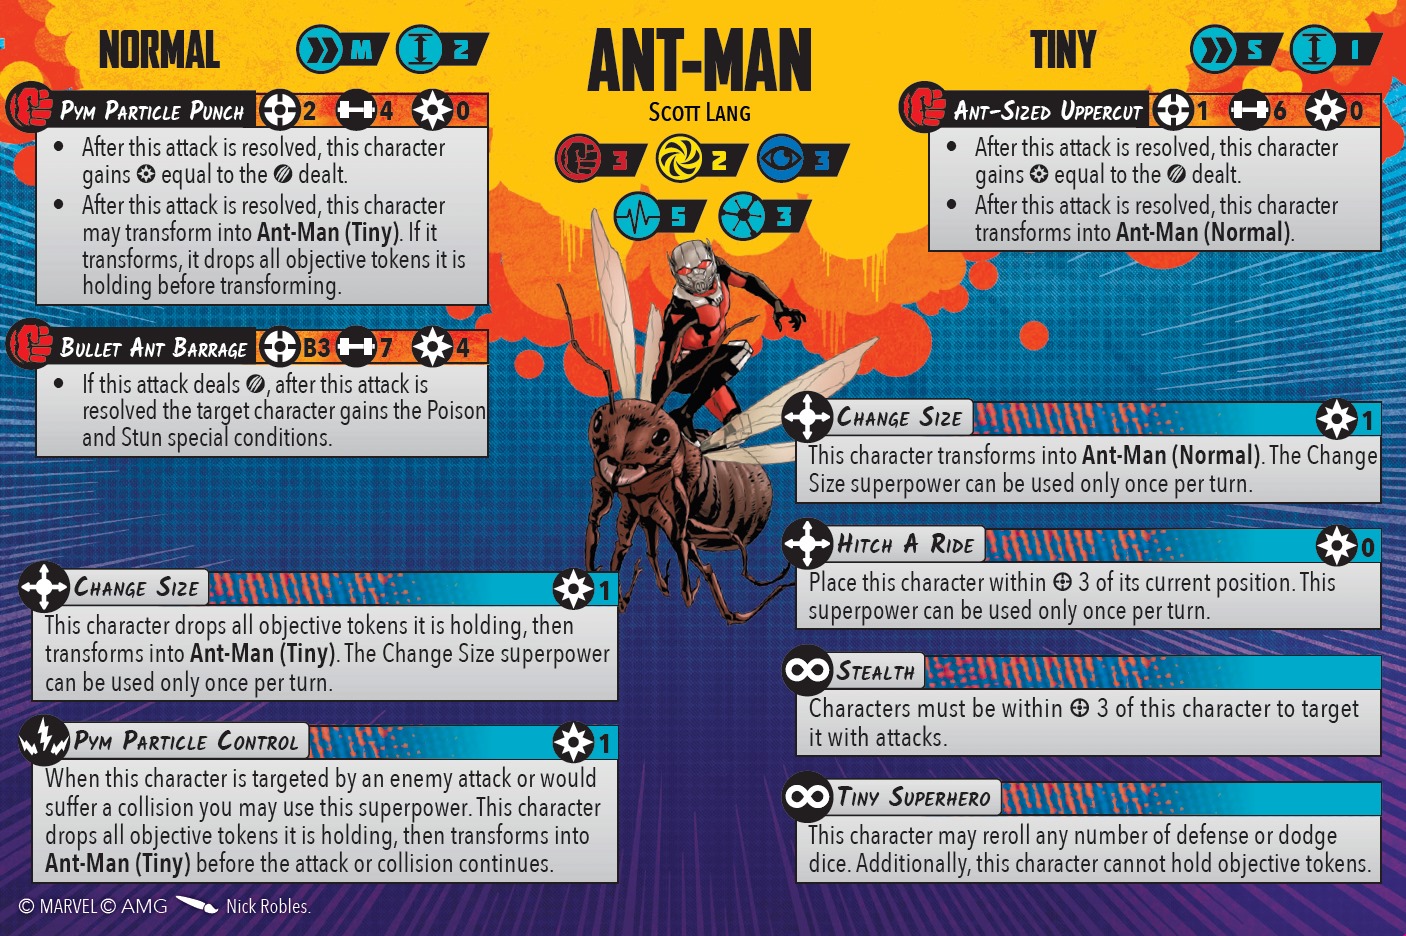 NORMAL
M
2
PYM PARTICLE PUNCH
2
4
0
• After this attack is resolved, this character
gains equal to the dealt.
• After this attack is resolved, this character
may transform into Ant-Man (Tiny). If it
transforms, it drops all objective tokens it is
holding before transforming.
BULLET ANT BARRAGE
B3
7
4
• If this attack deals , after this attack is
resolved the target character gains the Poison
and Stun special conditions.
CHANGE SIZE
1
This character drops all objective tokens it is holding, then
transforms into Ant-Man (Tiny). The Change Size superpower
can be used only once per turn.
PYM PARTICLE CONTROL
1
When this character is targeted by an enemy attack or would
suffer a collision you may use this superpower. This character
drops all objective tokens it is holding, then transforms into
Ant-Man (Tiny) before the attack or collision continues.
© MARVEL © AMG Nick Robles.
ANT-MAN
SCOTT LANG
3
2
3
5
3
TINY
S
1
ANT-SIZED UPPERCUT
1
6
0
• After this attack is resolved, this character
gains equal to the dealt.
• After this attack is resolved, this character
transforms into Ant-Man (Normal).
CHANGE SIZE
1
This character transforms into Ant-Man (Normal). The Change
Size superpower can be used only once per turn.
HITCH A RIDE
0
Place this character within 3 of its current position. This
superpower can be used only once per turn.
STEALTH
Characters must be within 3 of this character to target
it with attacks.
TINY SUPERHERO
This character may reroll any number of defense or dodge
dice. Additionally, this character cannot hold objective tokens.